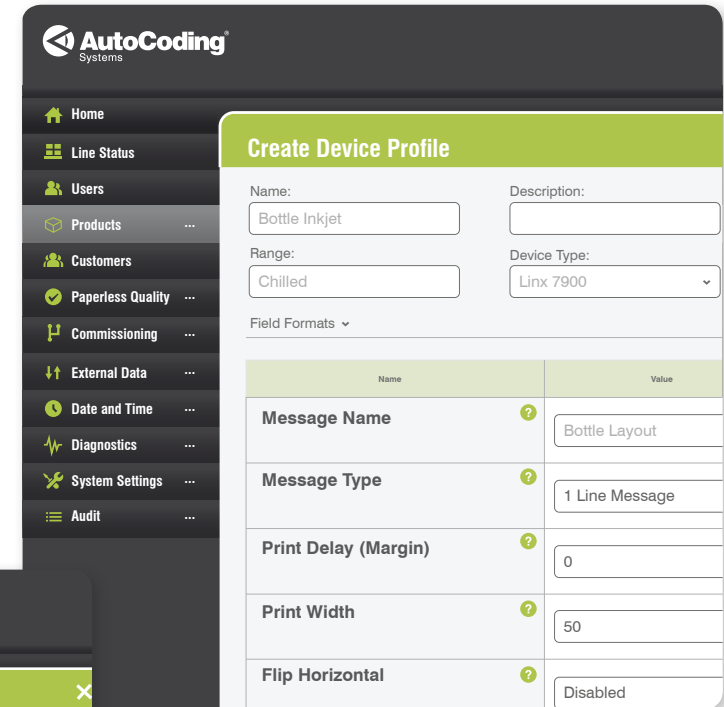 AutoCoding®
Systems
Home
Line Status
Users
Products ...
Customers
Paperless Quality ...
Commissioning ...
External Data ...
Date and Time ...
Diagnostics ...
System Settings ...
Audit ...
Create Device Profile
Name: Description:
Bottle Inkjet
Range: Device Type:
Chilled Linx 7900
Field Formats
Name Value
Message Name ? Bottle Layout
Message Type ? 1 Line Message
Print Delay (Margin) ? 0
Print Width ? 50
Flip Horizontal ? Disabled